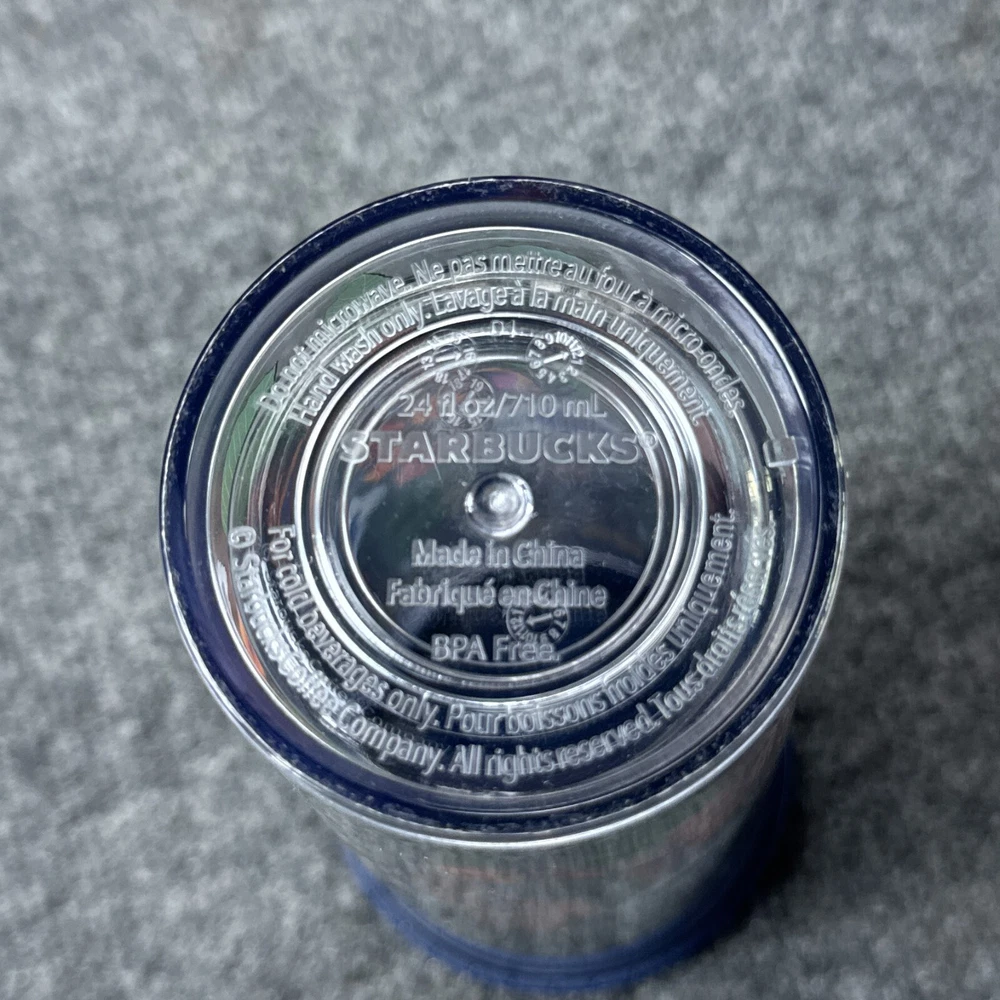 Do not microwave. Ne pas mettre au four à micro-ondes.
Hand wash only. Lavage à la main uniquement.
D1
24 fl oz/710 mL
STARBUCKS®
Made in China
Fabriqué en Chine
BPA Free.
For cold beverages only. Pour boissons froides uniquement.
© Starbucks Coffee Company. All rights reserved. Tous droits réservés.